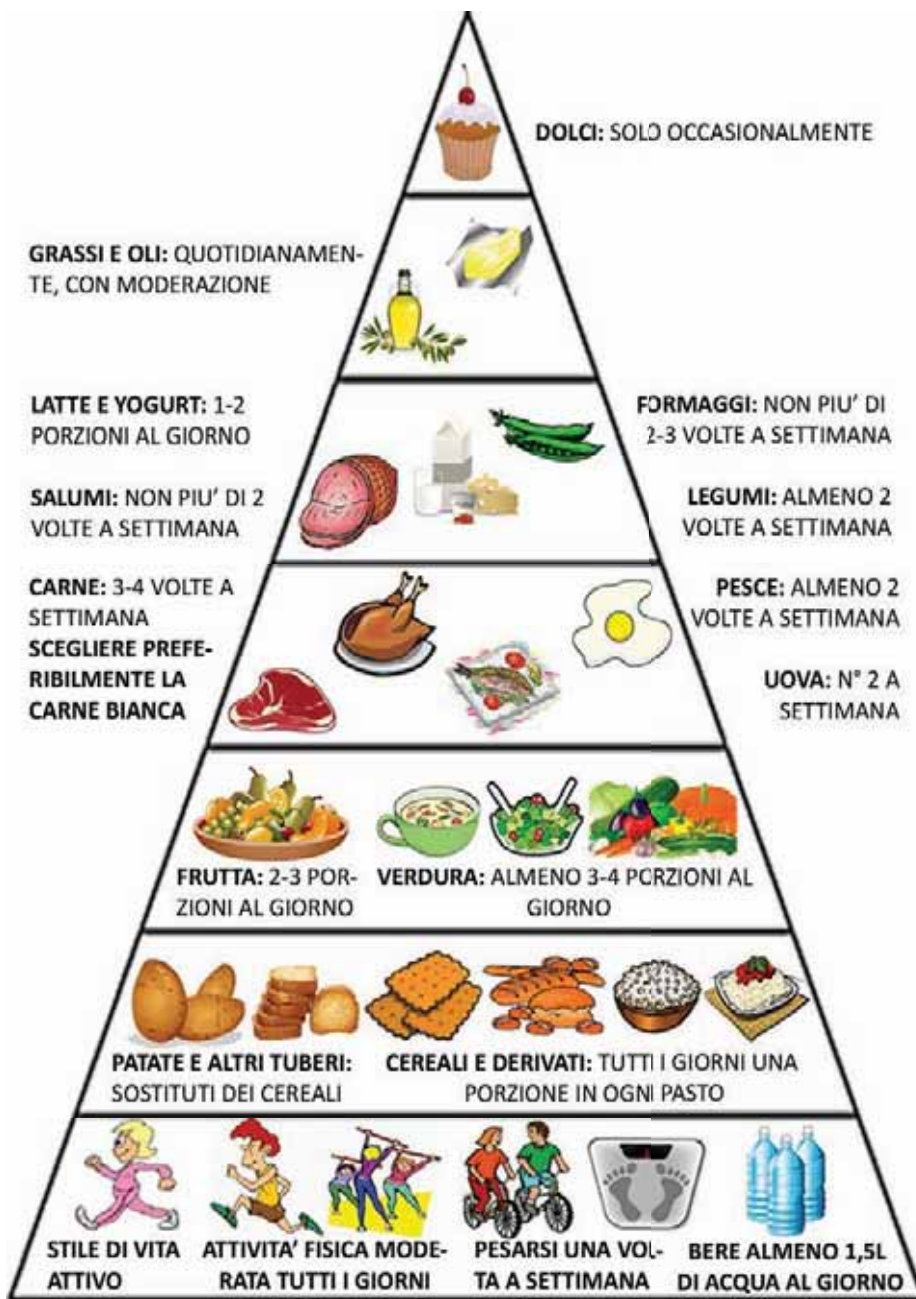 DOLCI: SOLO OCCASIONALMENTE
GRASSI E OLI: QUOTIDIANAMEN-
TE, CON MODERAZIONE
LATTE E YOGURT: 1-2
PORZIONI AL GIORNO
FORMAGGI: NON PIU' DI
2-3 VOLTE A SETTIMANA
SALUMI: NON PIU' DI 2
VOLTE A SETTIMANA
LEGUMI: ALMENO 2
VOLTE A SETTIMANA
CARNE: 3-4 VOLTE A
SETTIMANA
SCEGLIERE PREFE-
RIBILMENTE LA
CARNE BIANCA
PESCE: ALMENO 2
VOLTE A SETTIMANA
UOVA: N° 2 A
SETTIMANA
FRUTTA: 2-3 POR-
ZIONI AL GIORNO
VERDURA: ALMENO 3-4 PORZIONI AL
GIORNO
PATATE E ALTRI TUBERI:
SOSTITUTI DEI CEREALI
CEREALI E DERIVATI: TUTTI I GIORNI UNA
PORZIONE IN OGNI PASTO
STILE DI VITA
ATTIVO
ATTIVITA' FISICA MODE-
RATA TUTTI I GIORNI
PESARSI UNA VOL-
TA A SETTIMANA
BERE ALMENO 1,5L
DI ACQUA AL GIORNO